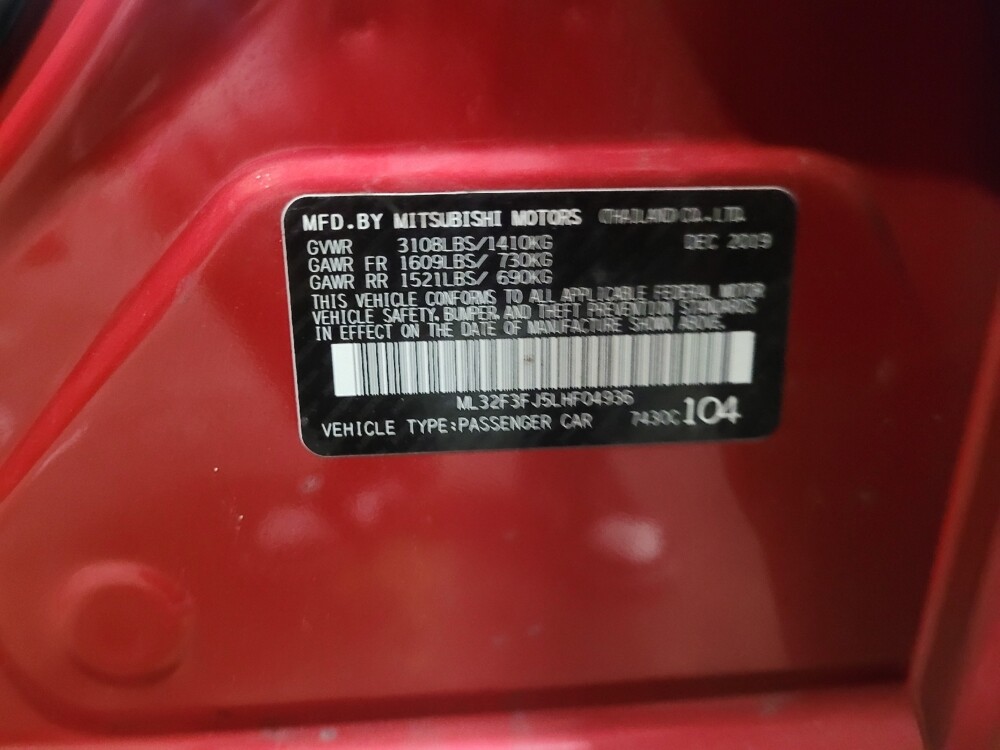 MFD.BY MITSUBISHI MOTORS (THAILAND)CO.,LTD.
GVWR 3108LBS/1410KG DEC 2019
GAWR FR 1609LBS/ 730KG
GAWR RR 1521LBS/ 690KG
THIS VEHICLE CONFORMS TO ALL APPLICABLE FEDERAL MOTOR
VEHICLE SAFETY, BUMPER, AND THEFT PREVENTION STANDARDS
IN EFFECT ON THE DATE OF MANUFACTURE SHOWN ABOVE.
ML32F3FJ5LHF04936
VEHICLE TYPE:PASSENGER CAR 7430C104